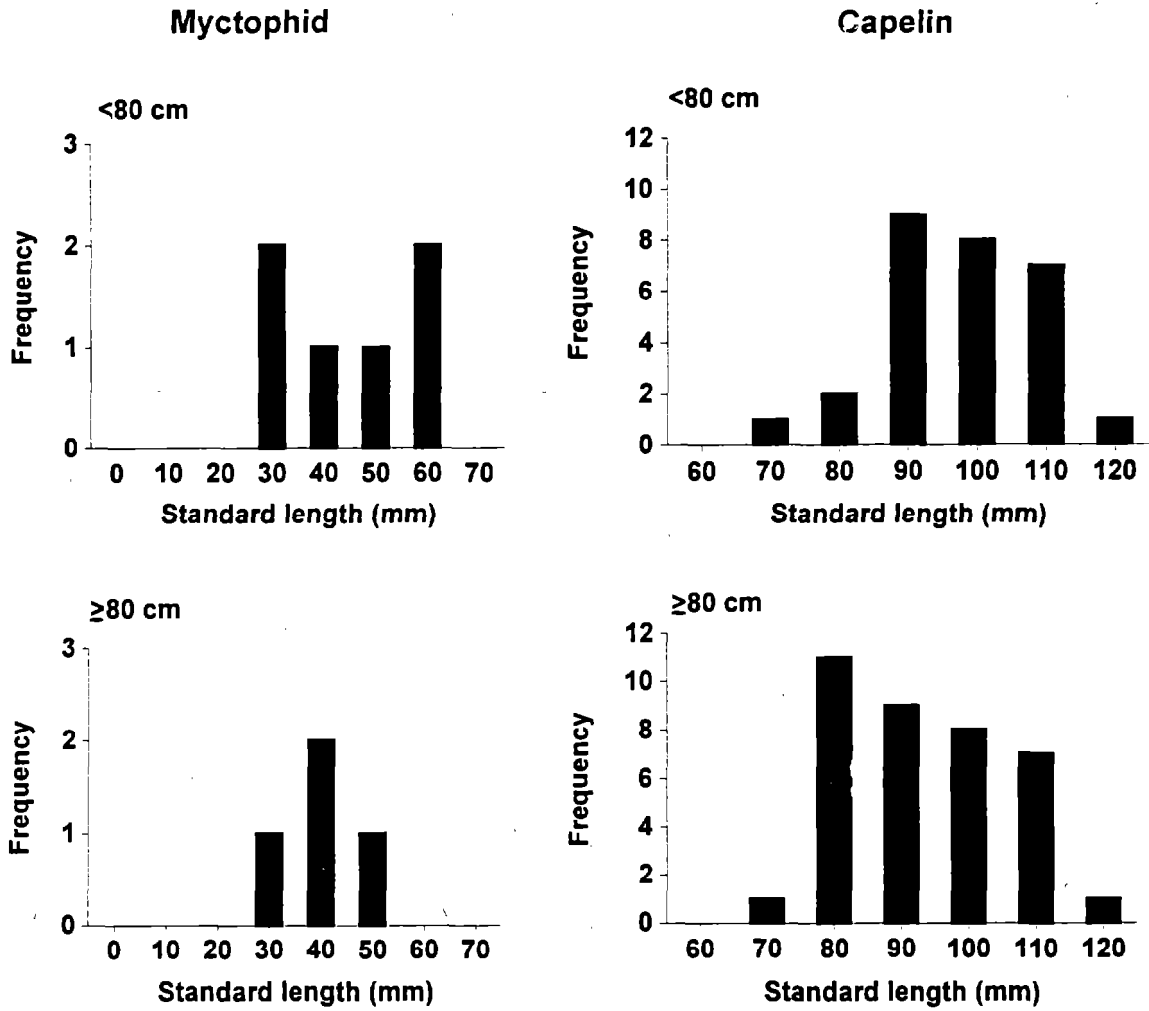 Myctophid
Capelin
<80 cm
3
2
1
0
Frequency
0 10 20 30 40 50 60 70
Standard length (mm)
<80 cm
12
10
8
6
4
2
0
Frequency
60 70 80 90 100 110 120
Standard length (mm)
≥80 cm
3
2
1
0
Frequency
0 10 20 30 40 50 60 70
Standard length (mm)
≥80 cm
12
10
8
6
4
2
0
Frequency
60 70 80 90 100 110 120
Standard length (mm)